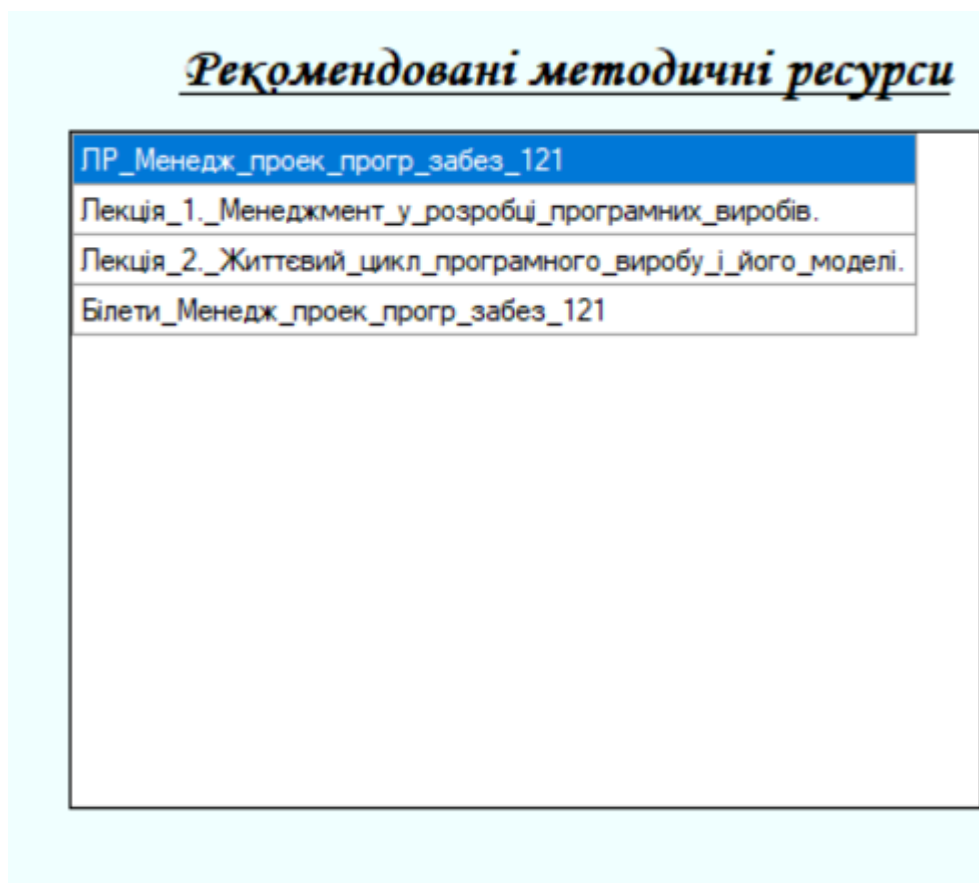 Рекомендовані методичні ресурси
ЛР_Менедж_проек_прогр_забез_121
Лекція_1._Менеджмент_у_розробці_програмних_виробів.
Лекція_2._Життєвий_цикл_програмного_виробу_і_його_моделі.
Білети_Менедж_проек_прогр_забез_121